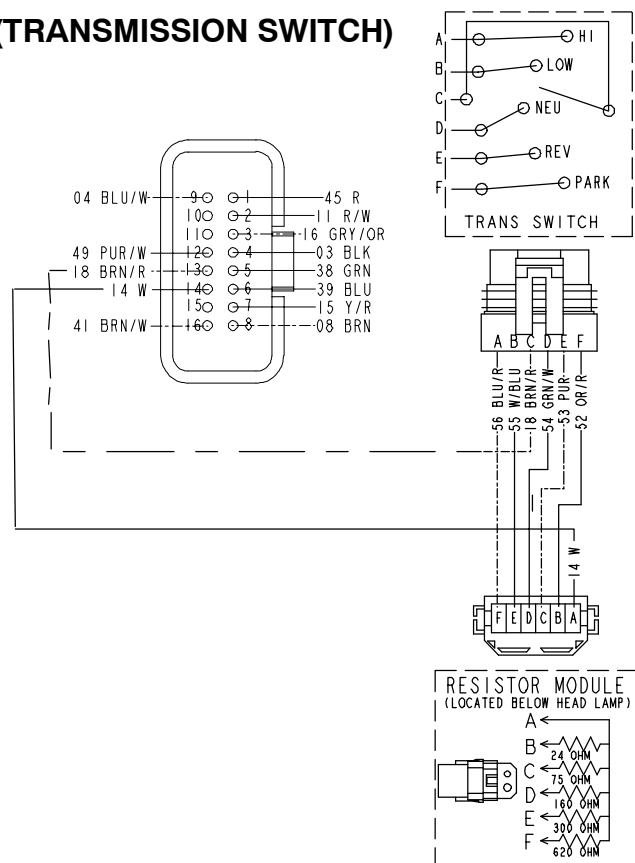 (TRANSMISSION SWITCH)
A HI
B LOW
C
D NEU
E REV
F PARK
TRANS SWITCH
04 BLU/W 9 1 45 R
10 2 11 R/W
11 3 16 GRY/OR
49 PUR/W 12 4 03 BLK
18 BRN/R 13 5 38 GRN
14 W 14 6 39 BLU
15 7 15 Y/R
41 BRN/W 16 8 08 BRN
A B C D E F
56 BLU/R
55 W/BLU
18 BRN/R
54 GRN/W
53 PUR
52 OR/R
14 W
F E D C B A
RESISTOR MODULE
(LOCATED BELOW HEAD LAMP)
A
B 24 OHM
C 75 OHM
D 160 OHM
E 300 OHM
F 620 OHM